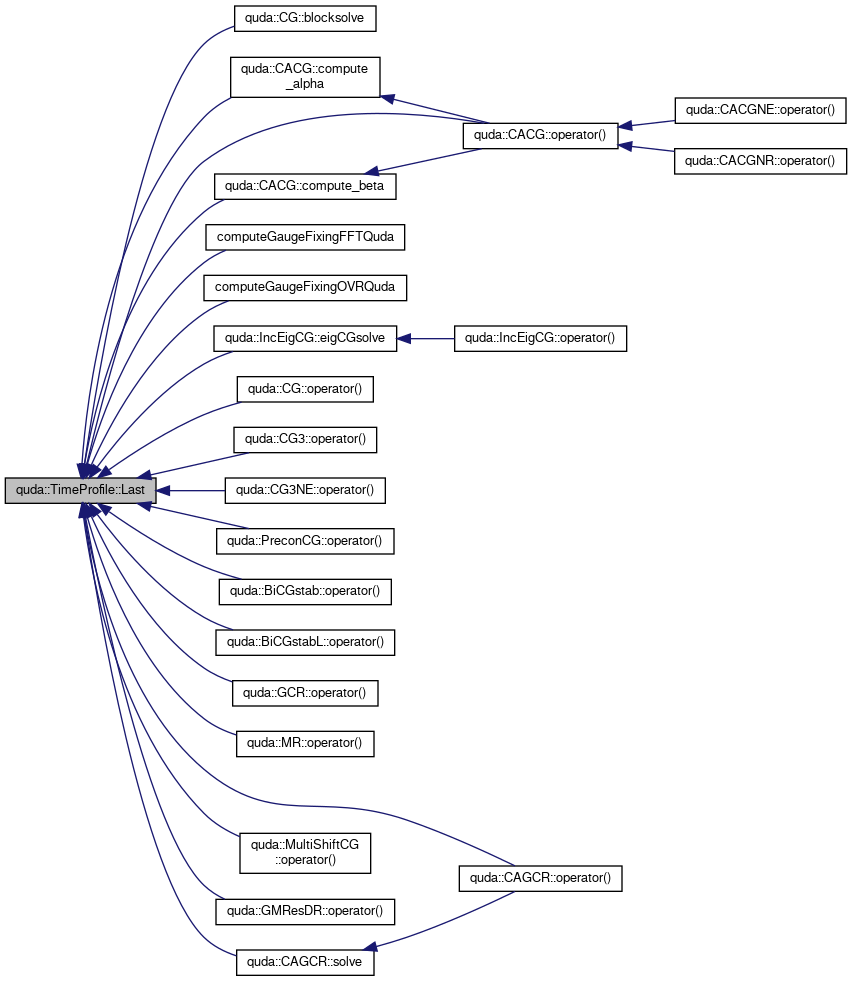 quda::CG::blocksolve
quda::CACG::compute
_alpha
quda::CACGNE::operator()
quda::CACG::operator()
quda::CACGNR::operator()
quda::CACG::compute_beta
computeGaugeFixingFFTQuda
computeGaugeFixingOVRQuda
quda::IncEigCG::eigCGsolve
quda::IncEigCG::operator()
quda::CG::operator()
quda::CG3::operator()
quda::TimeProfile::Last
quda::CG3NE::operator()
quda::PreconCG::operator()
quda::BiCGstab::operator()
quda::BiCGstabL::operator()
quda::GCR::operator()
quda::MR::operator()
quda::MultiShiftCG
::operator()
quda::CAGCR::operator()
quda::GMResDR::operator()
quda::CAGCR::solve